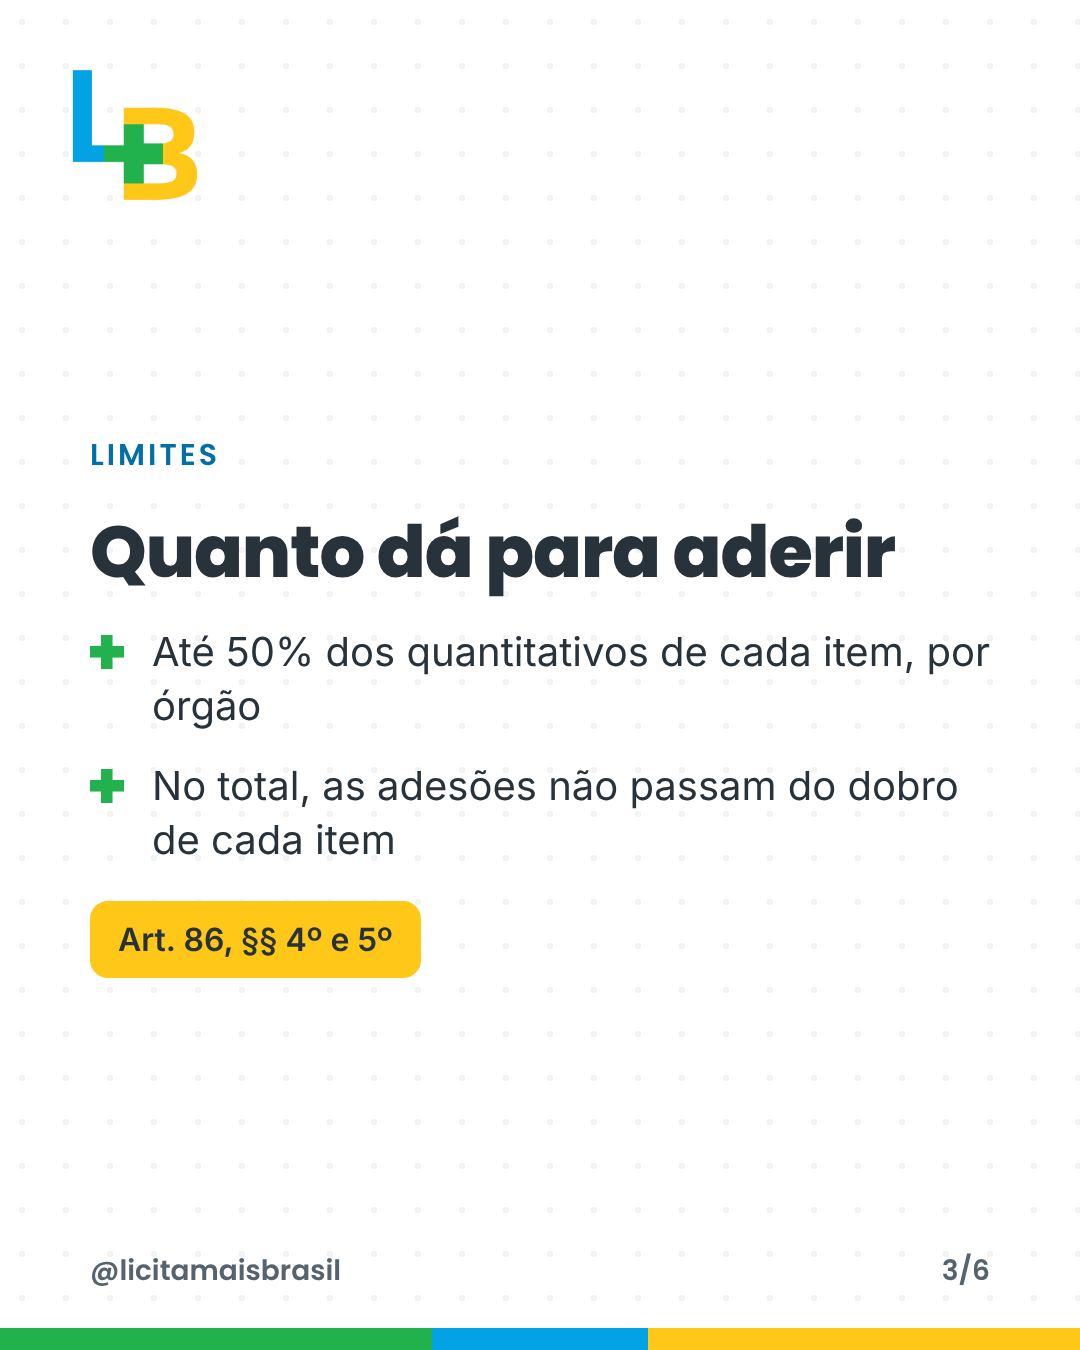 L+B
LIMITES
Quanto dá para aderir
Até 50% dos quantitativos de cada item, por
órgão
No total, as adesões não passam do dobro
de cada item
Art. 86, §§ 4º e 5º
@licitamaisbrasil
3/6